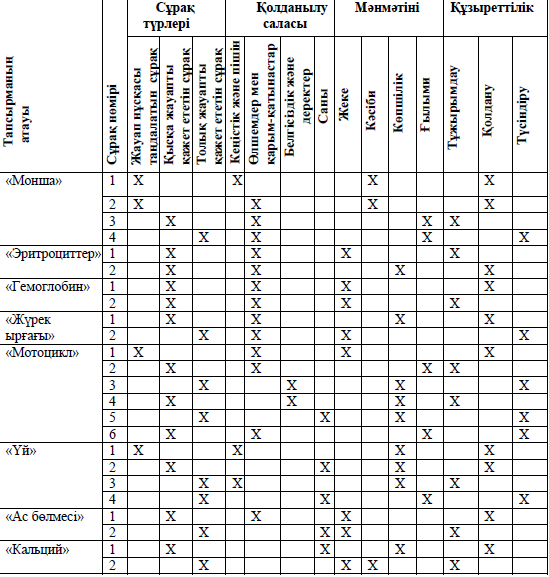 Тапсырманың
атауы
Сұрақ нөмірі
Сұрақ
түрлері
Қолданылу
саласы
Мәнмәтіні
Құзыреттілік
Жауап нұскасы
тандалатын сұрақ
Қысқа жауапты
қажет ететін сұрақ
Толық жауапты
қажет ететін сұрақ
Кеңістік және пішін
Өлшемдер мен
қарым-қатынастар
Белгісіздік және
деректер
Саны
Жеке
Кәсіби
Көпшілік
Ғылыми
Тұжырымдау
Қолдану
Түсіндіру
«Монша» 1 X X X X
2 X X X X
3 X X X X
4 X X X X
«Эритроциттер» 1 X X X X
2 X X X X
«Гемоглобин» 1 X X X X
2 X X X X
«Жүрек 1 X X X X
ырғағы» 2 X X X X
«Мотоцикл» 1 X X X X
2 X X X X
3 X X X X
4 X X X X
5 X X X X
6 X X X X
«Үй» 1 X X X X
2 X X X X
3 X X X X
4 X X X X
«Ас бөлмесі» 1 X X X X
2 X X X X
«Кальций» 1 X X X X
2 X X X X